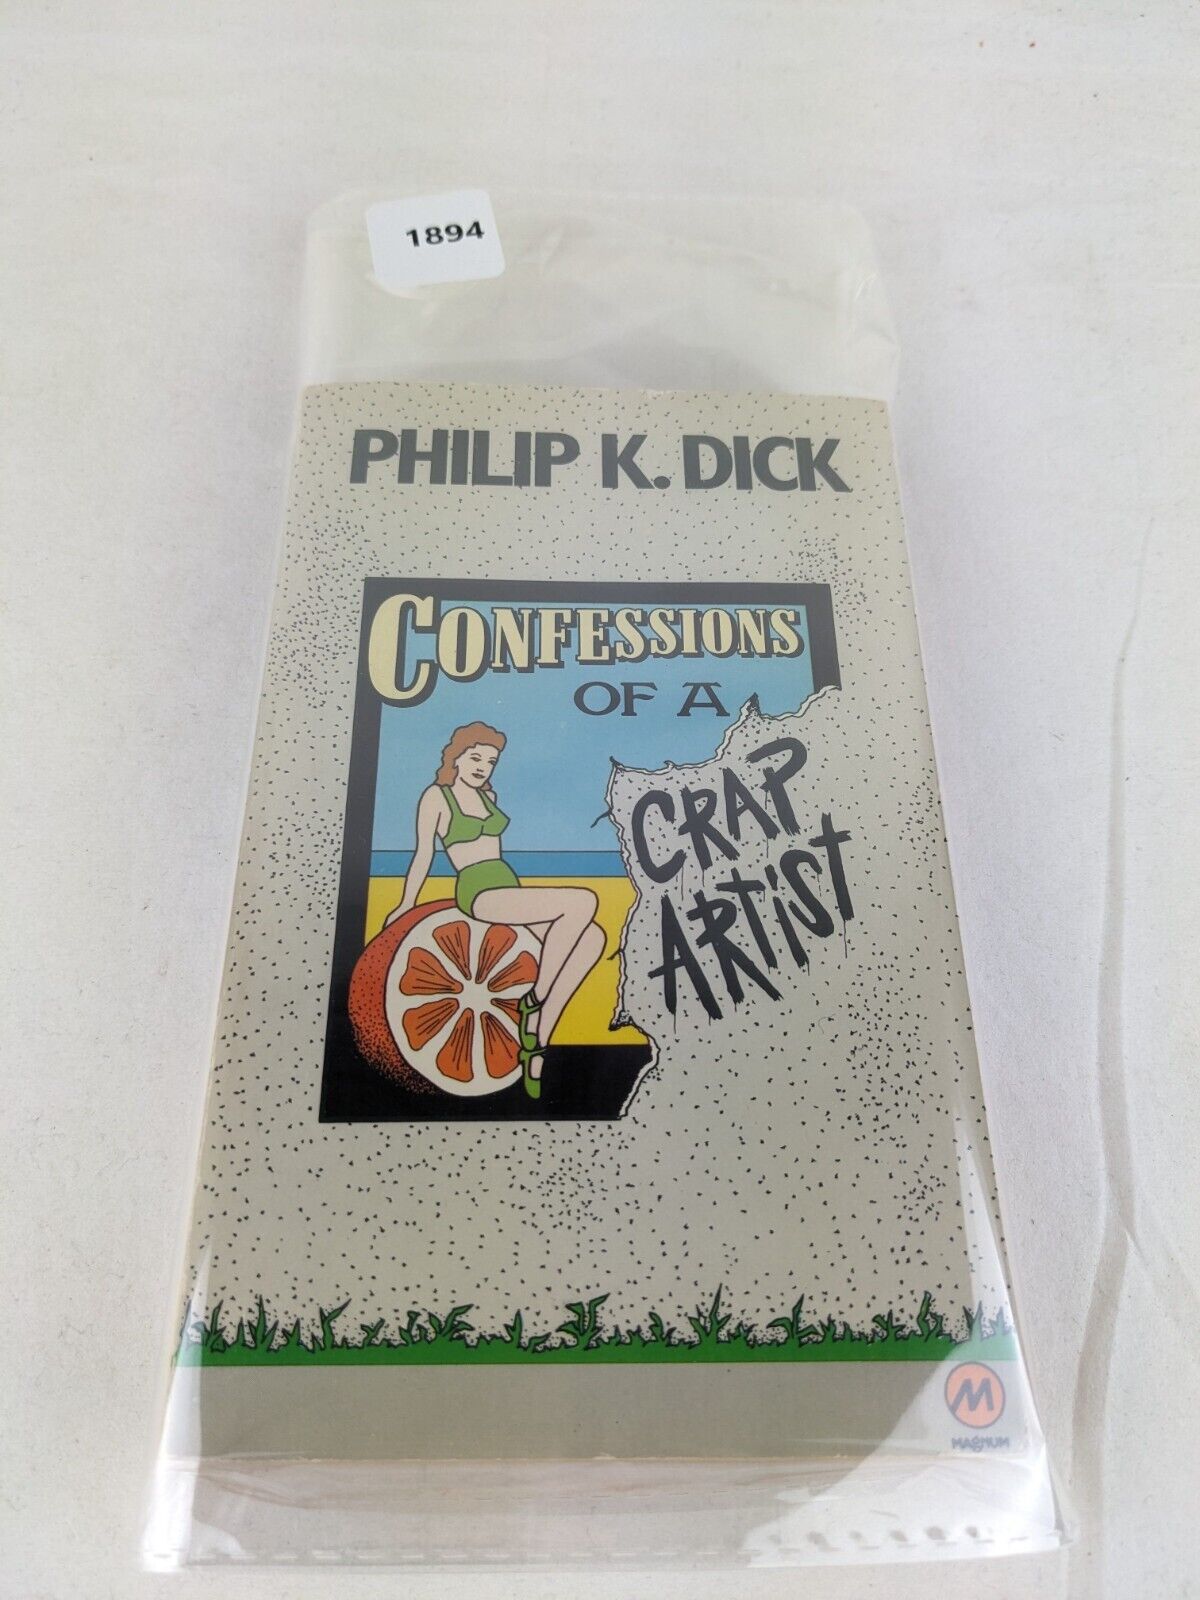 1894
PHILIP K. DICK
CONFESSIONS
OF A
CRAP
ARTiST
M
MAgNUM